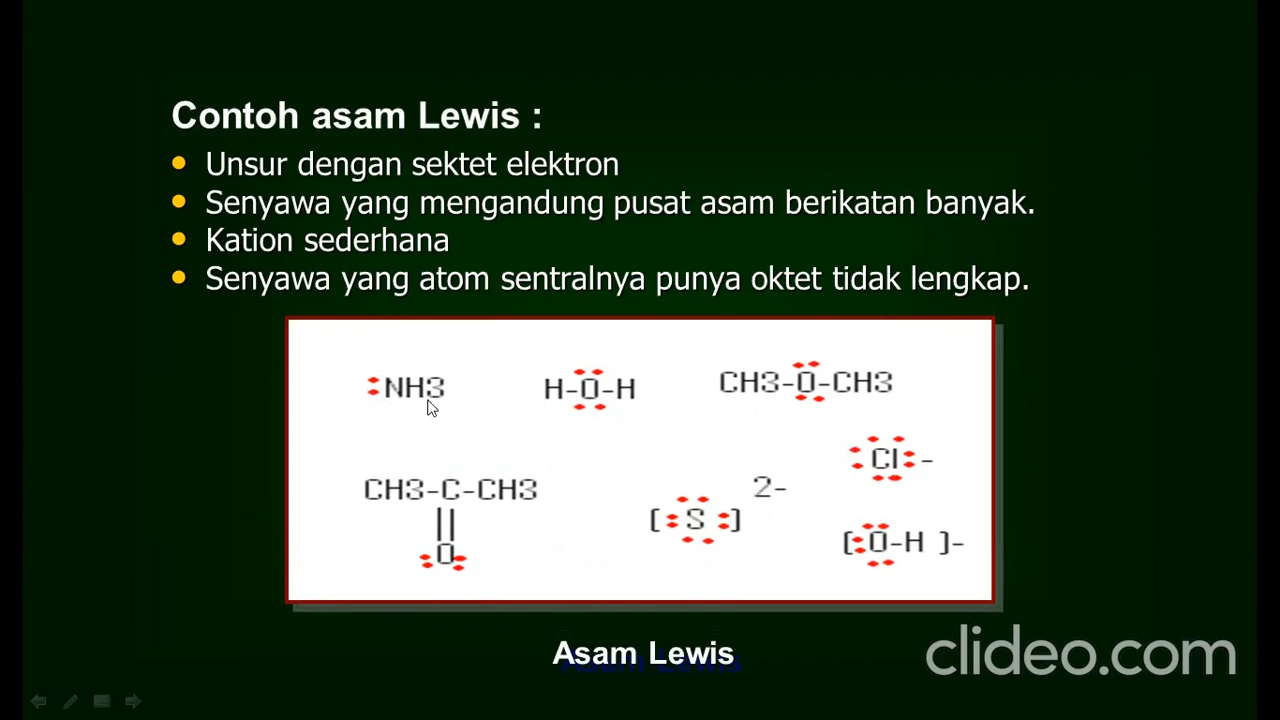 Contoh asam Lewis :
• Unsur dengan sektet elektron
• Senyawa yang mengandung pusat asam berikatan banyak.
• Kation sederhana
• Senyawa yang atom sentralnya punya oktet tidak lengkap.
:NH3 H-O-H CH3-O-CH3
Cl -
CH3-C-CH3 2-
[ S ]
O [ O-H ]-
Asam Lewis
clideo.com